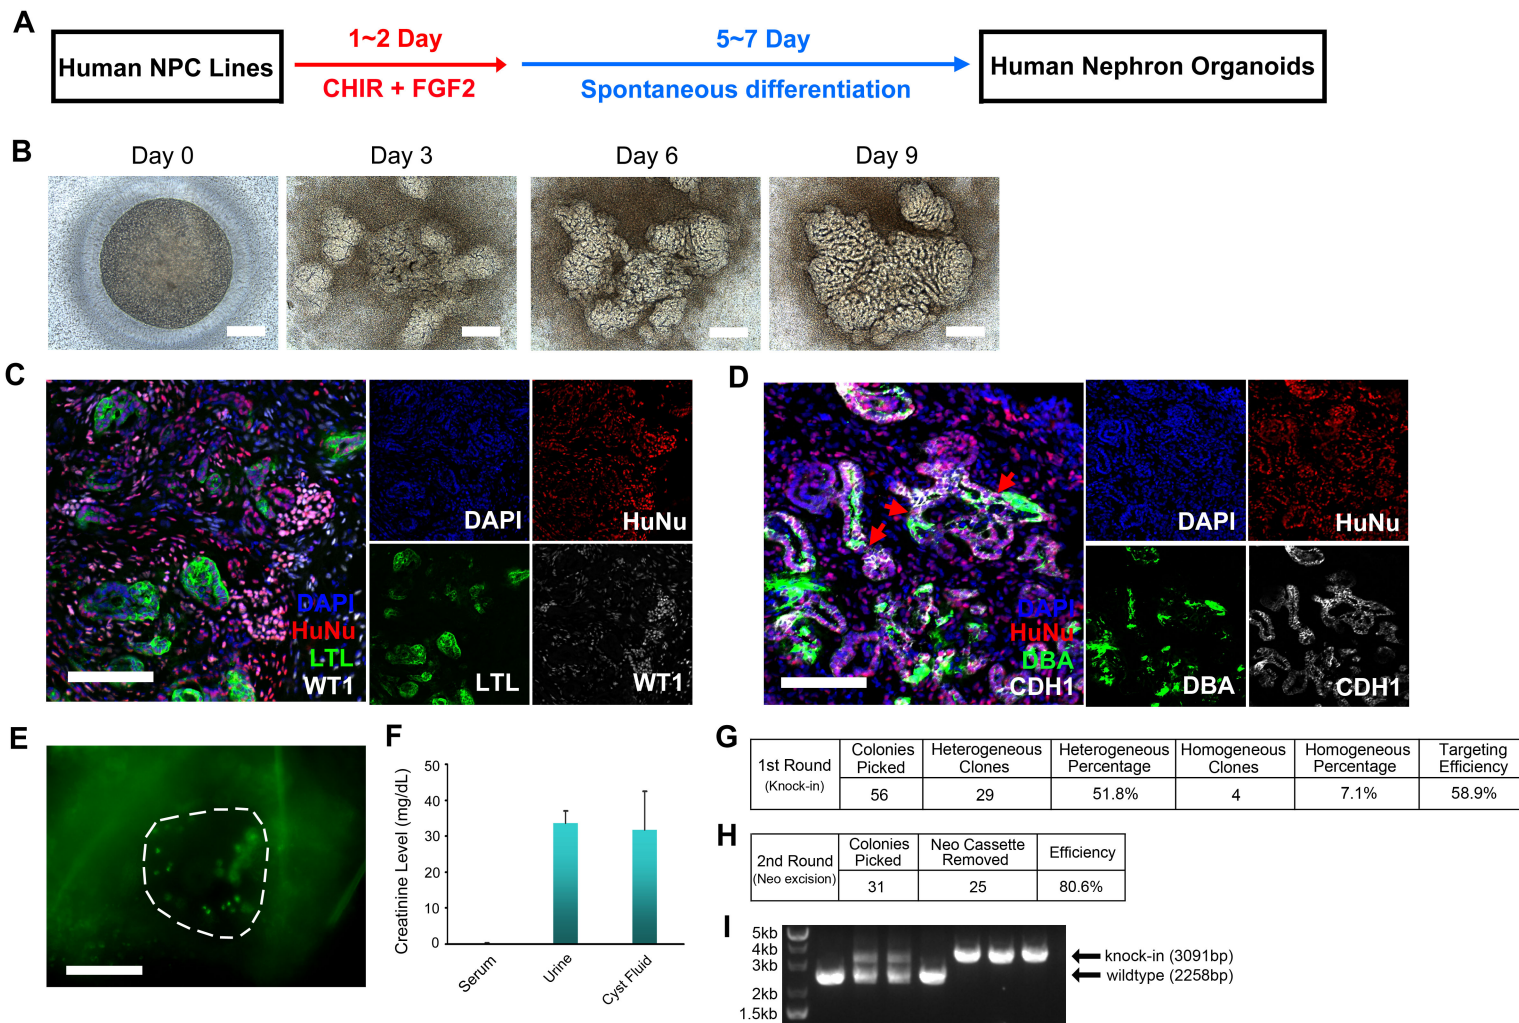 A
Human NPC Lines
1~2 Day
CHIR + FGF2
5~7 Day
Spontaneous differentiation
Human Nephron Organoids
B
Day 0
Day 3
Day 6
Day 9
C
DAPI
HuNu
LTL
WT1
DAPI
HuNu
LTL
WT1
D
DAPI
HuNu
DBA
CDH1
DAPI
HuNu
DBA
CDH1
E
F
Creatinine Level (mg/dL)
50
40
30
20
10
0
Serum
Urine
Cyst Fluid
G
1st Round
(Knock-in)
Colonies Picked
Heterogeneous Clones
Heterogeneous Percentage
Homogeneous Clones
Homogeneous Percentage
Targeting Efficiency
56
29
51.8%
4
7.1%
58.9%
H
2nd Round
(Neo excision)
Colonies Picked
Neo Cassette Removed
Efficiency
31
25
80.6%
I
5kb
4kb
3kb
2kb
1.5kb
knock-in (3091bp)
wildtype (2258bp)